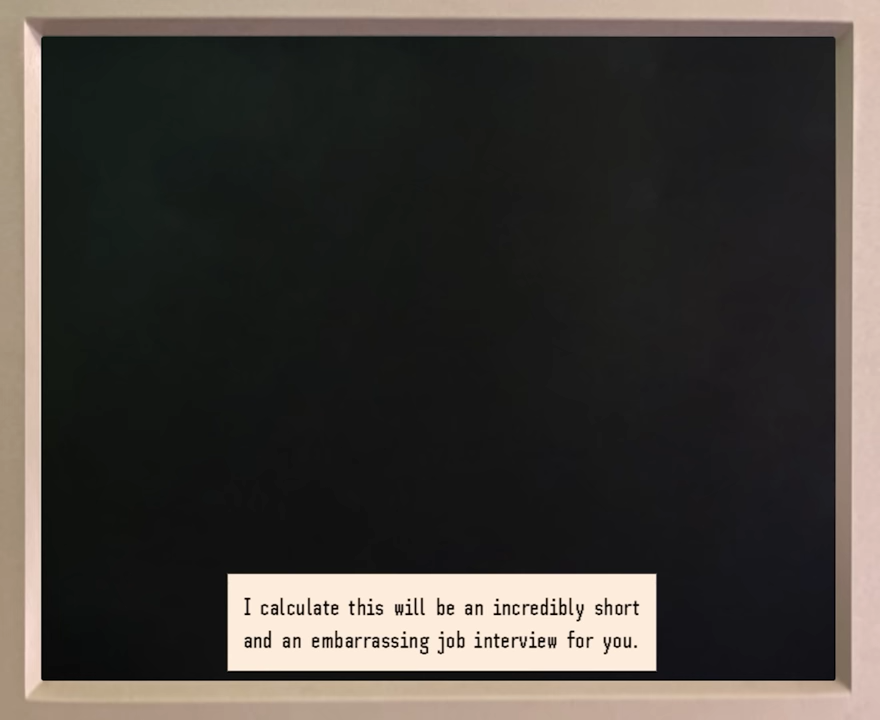 I calculate this will be an incredibly short
and an embarrassing job interview for you.